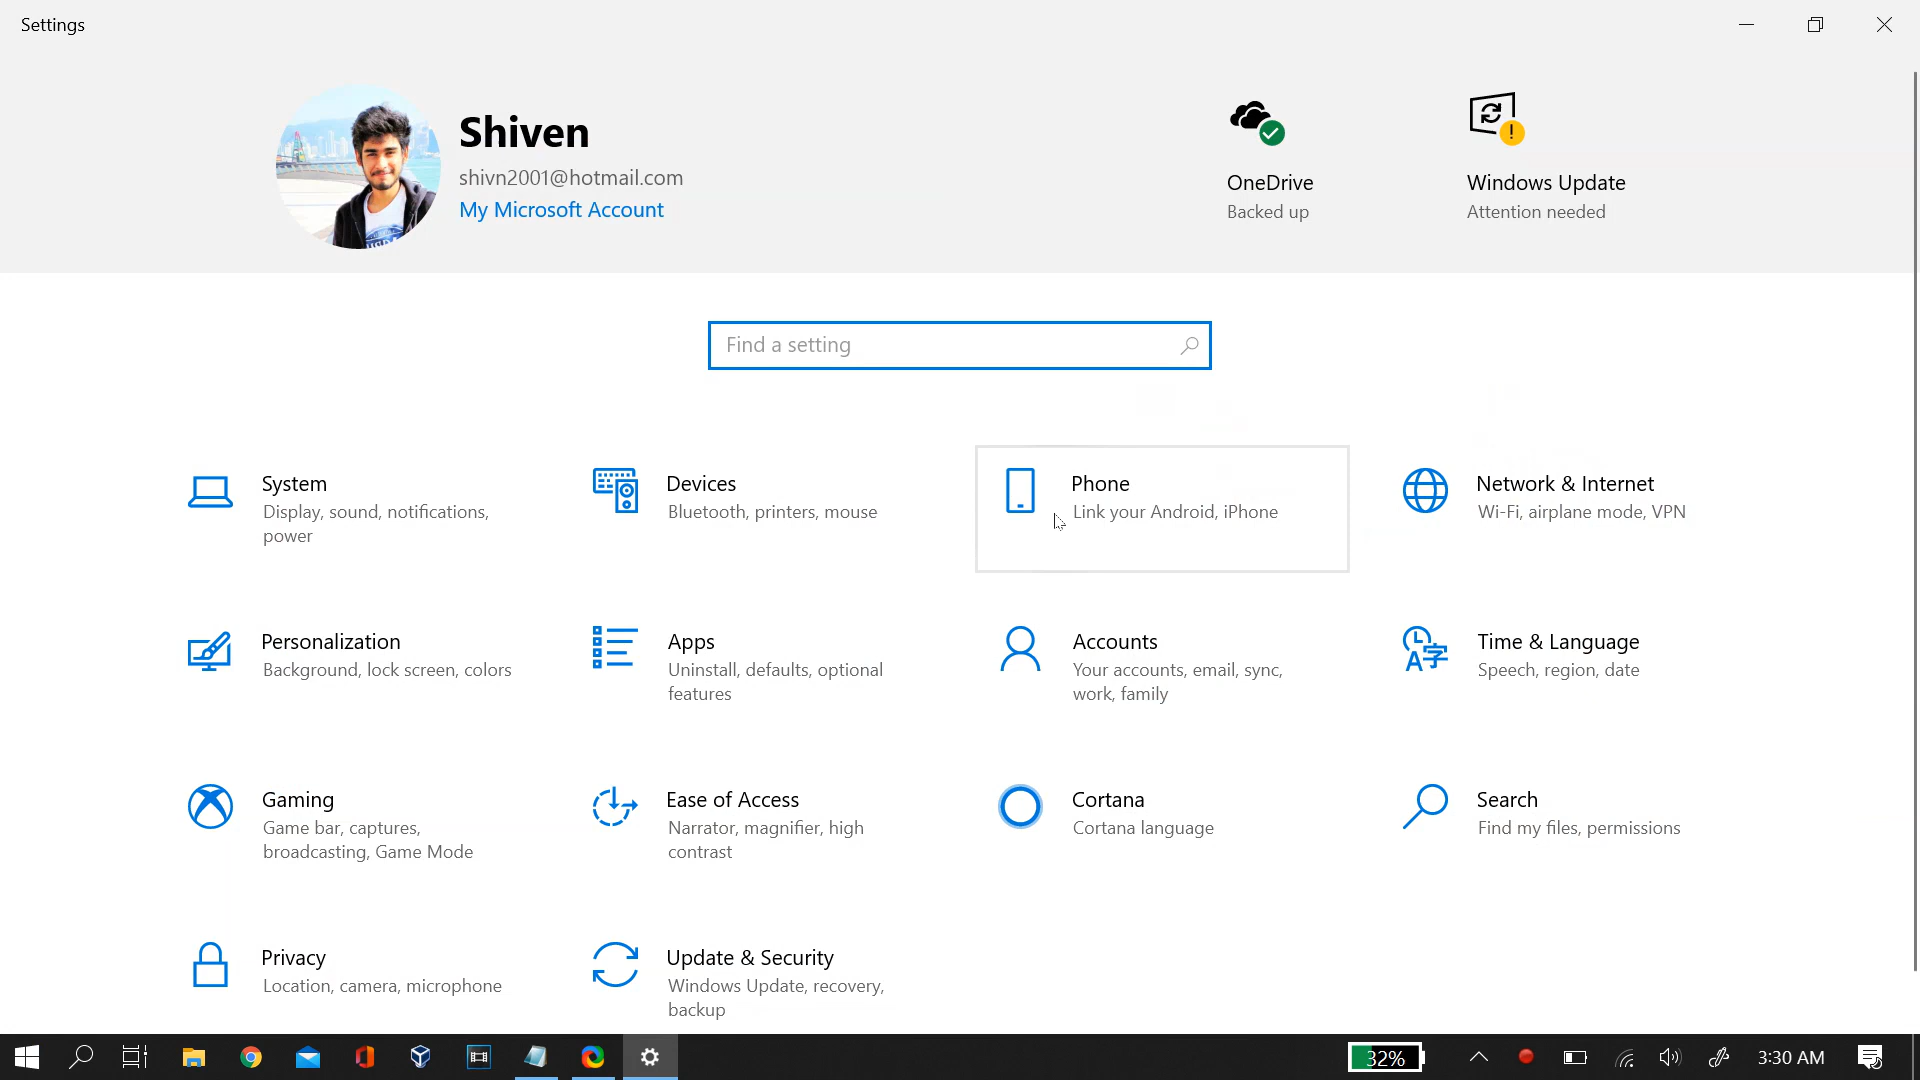 Settings
Shiven
shivn2001@hotmail.com
My Microsoft Account
OneDrive
Backed up
Windows Update
Attention needed
Find a setting
System
Display, sound, notifications,
power
Devices
Bluetooth, printers, mouse
Phone
Link your Android, iPhone
Network & Internet
Wi-Fi, airplane mode, VPN
Personalization
Background, lock screen, colors
Apps
Uninstall, defaults, optional
features
Accounts
Your accounts, email, sync,
work, family
Time & Language
Speech, region, date
Gaming
Game bar, captures,
broadcasting, Game Mode
Ease of Access
Narrator, magnifier, high
contrast
Cortana
Cortana language
Search
Find my files, permissions
Privacy
Location, camera, microphone
Update & Security
Windows Update, recovery,
backup
32%
3:30 AM